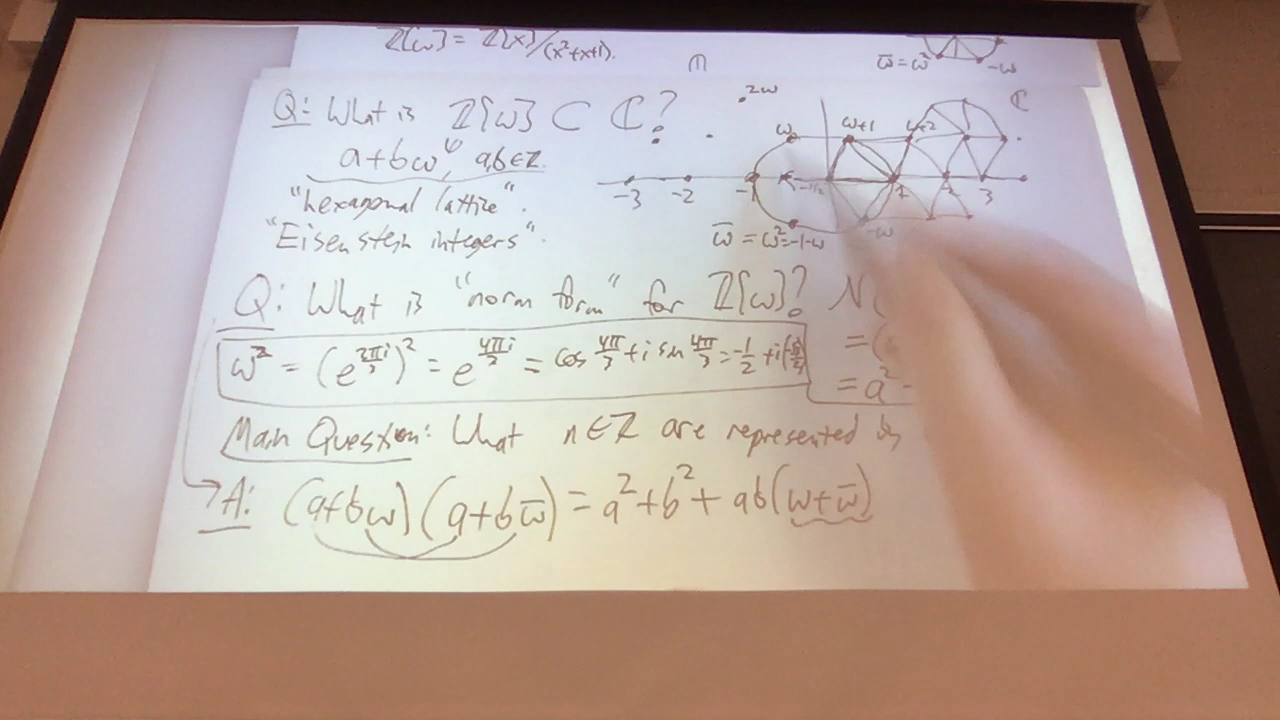 Z[ω] = Z[x]/(x²+x+1).
ω̄=ω² -ω
Q: What is Z[ω] ⊂ ℂ?
a+bω, a,b∈Z.
"hexagonal lattice".
"Eisenstein integers".
2ω ℂ
ω ω+1 ω+2
-3 -2 -1 -1/2 1 2 3
ω̄ = ω²=-1-ω -ω
Q: What is "norm form" for Z[ω]? N(
= (
= a² -
ω² = (e^{2πi/3})² = e^{4πi/3} = cos 4π/3 + i sin 4π/3 = -1/2 + i(-√3/2
Main Question: What n∈Z are represented by
A: (a+bω)(a+bω̄) = a²+b²+ ab(ω+ω̄)